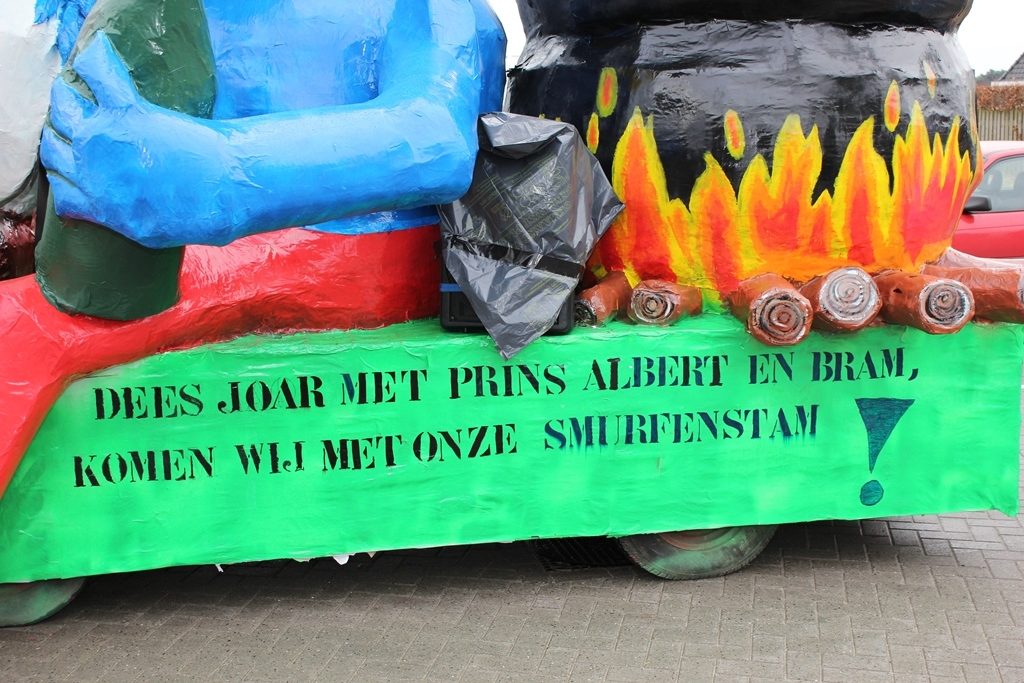 DEES JOAR MET PRINS ALBERT EN BRAM,
KOMEN WIJ MET ONZE SMURFENSTAM!